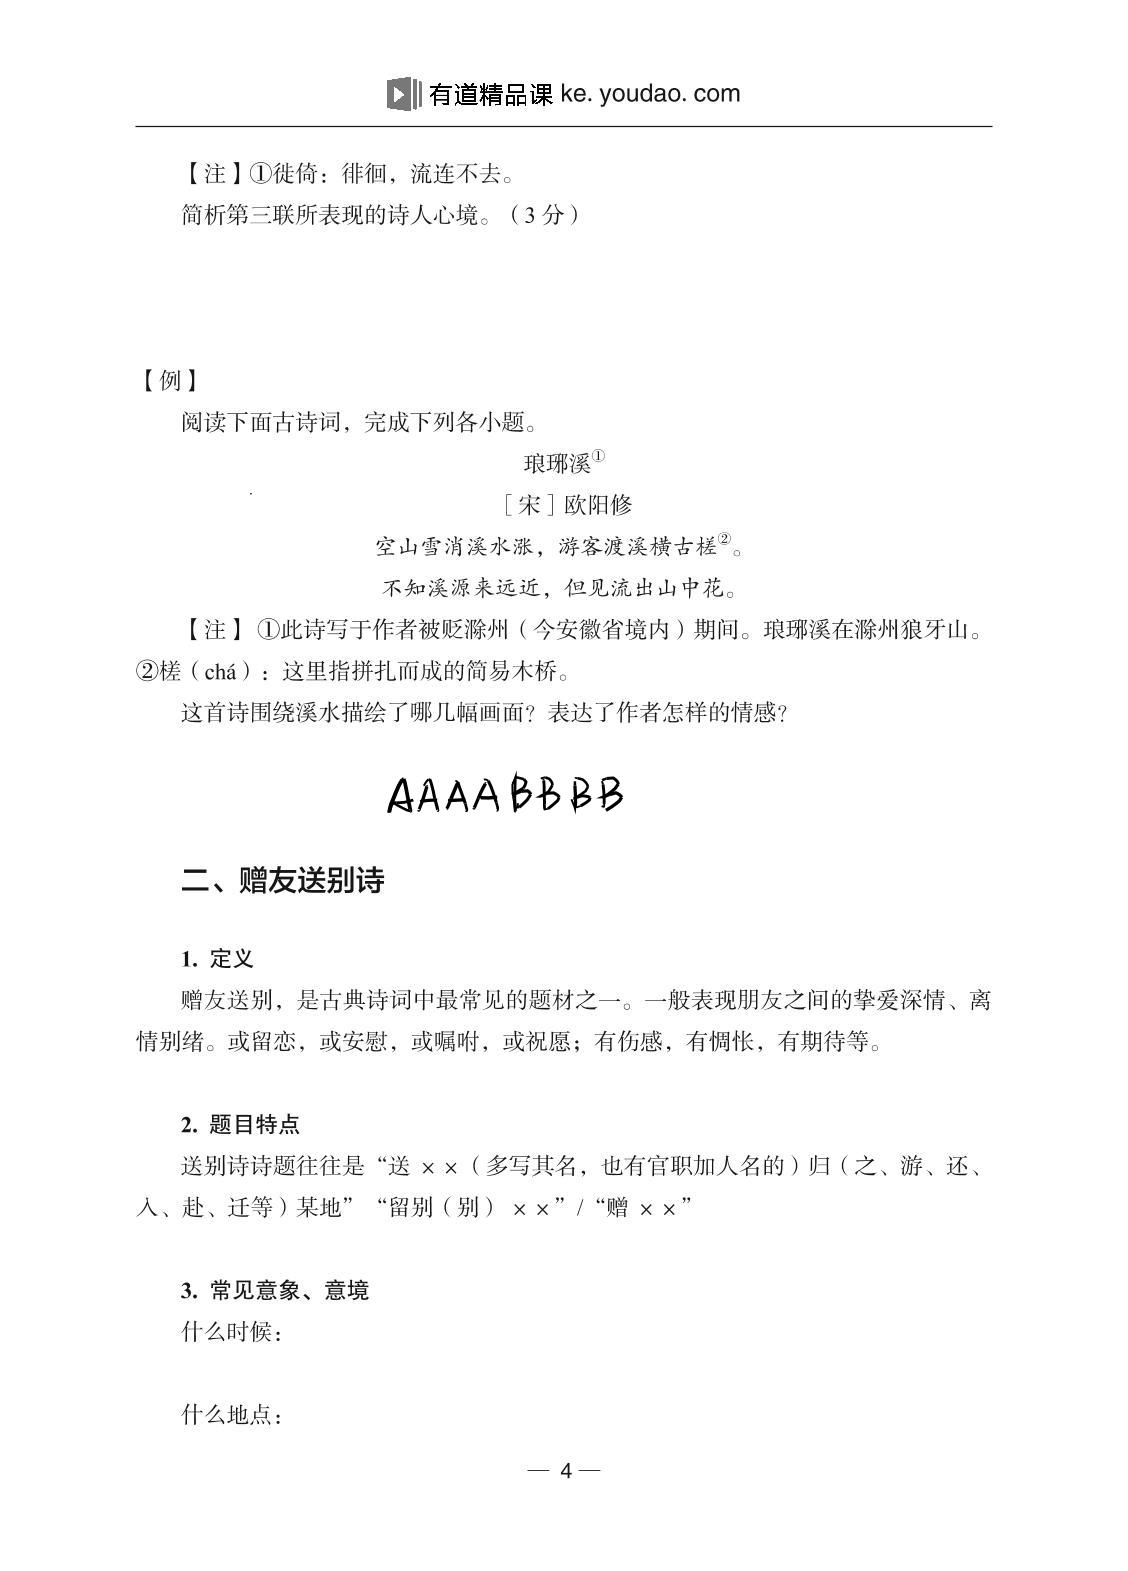 有道精品课 ke. youdao. com
【注】①徙倚：徘徊，流连不去。
简析第三联所表现的诗人心境。（3 分）
【例】
阅读下面古诗词，完成下列各小题。
琅琊溪①
［宋］欧阳修
空山雪消溪水涨，游客渡溪横古槎②。
不知溪源来远近，但见流出山中花。
【注】 ①此诗写于作者被贬滁州（今安徽省境内）期间。琅琊溪在滁州狼牙山。
②槎（chá）：这里指拼扎而成的简易木桥。
这首诗围绕溪水描绘了哪几幅画面？表达了作者怎样的情感？
AAAABBBB
二、赠友送别诗
1. 定义
赠友送别，是古典诗词中最常见的题材之一。一般表现朋友之间的挚爱深情、离
情别绪。或留恋，或安慰，或嘱咐，或祝愿；有伤感，有惆怅，有期待等。
2. 题目特点
送别诗诗题往往是“送 ××（多写其名，也有官职加人名的）归（之、游、还、
入、赴、迁等）某地”“留别（别） ××”/“赠 ××”
3. 常见意象、意境
什么时候：
什么地点：
— 4 —